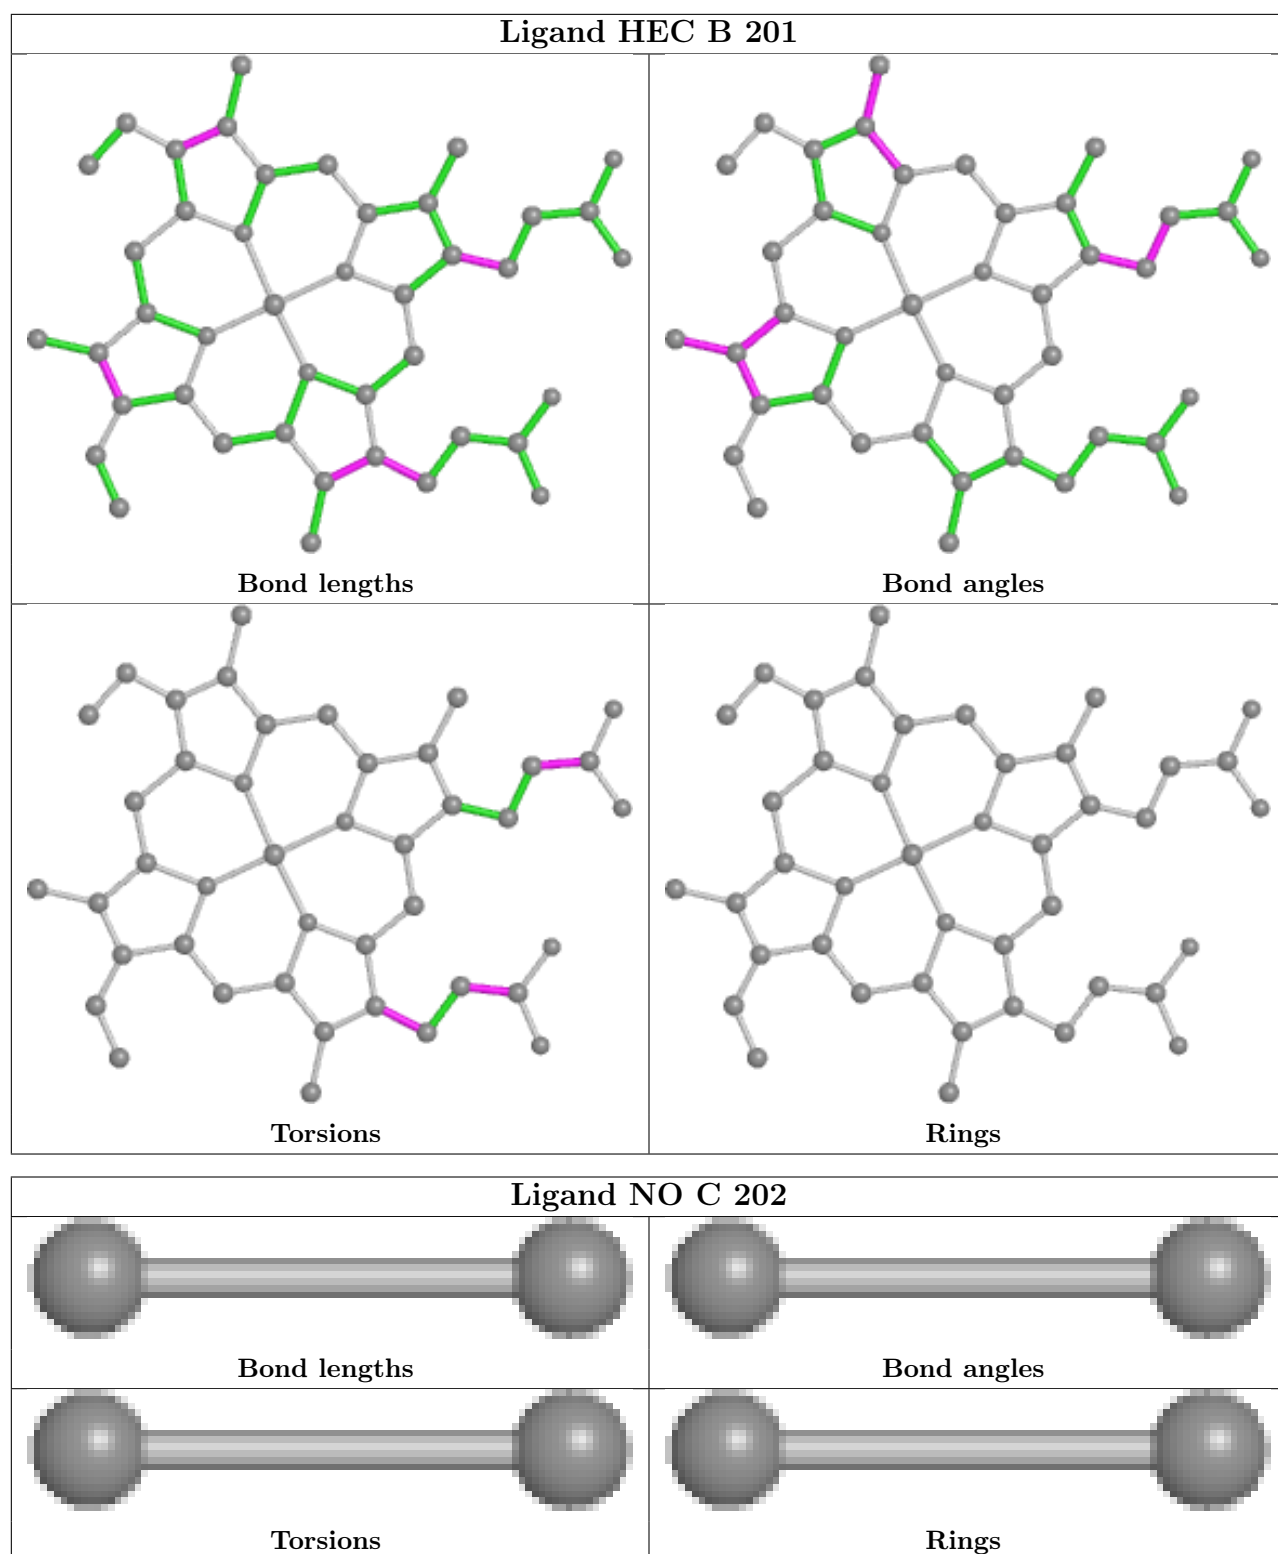 Ligand HEC B 201
Bond lengths
Bond angles
Torsions
Rings
Ligand NO C 202
Bond lengths
Bond angles
Torsions
Rings